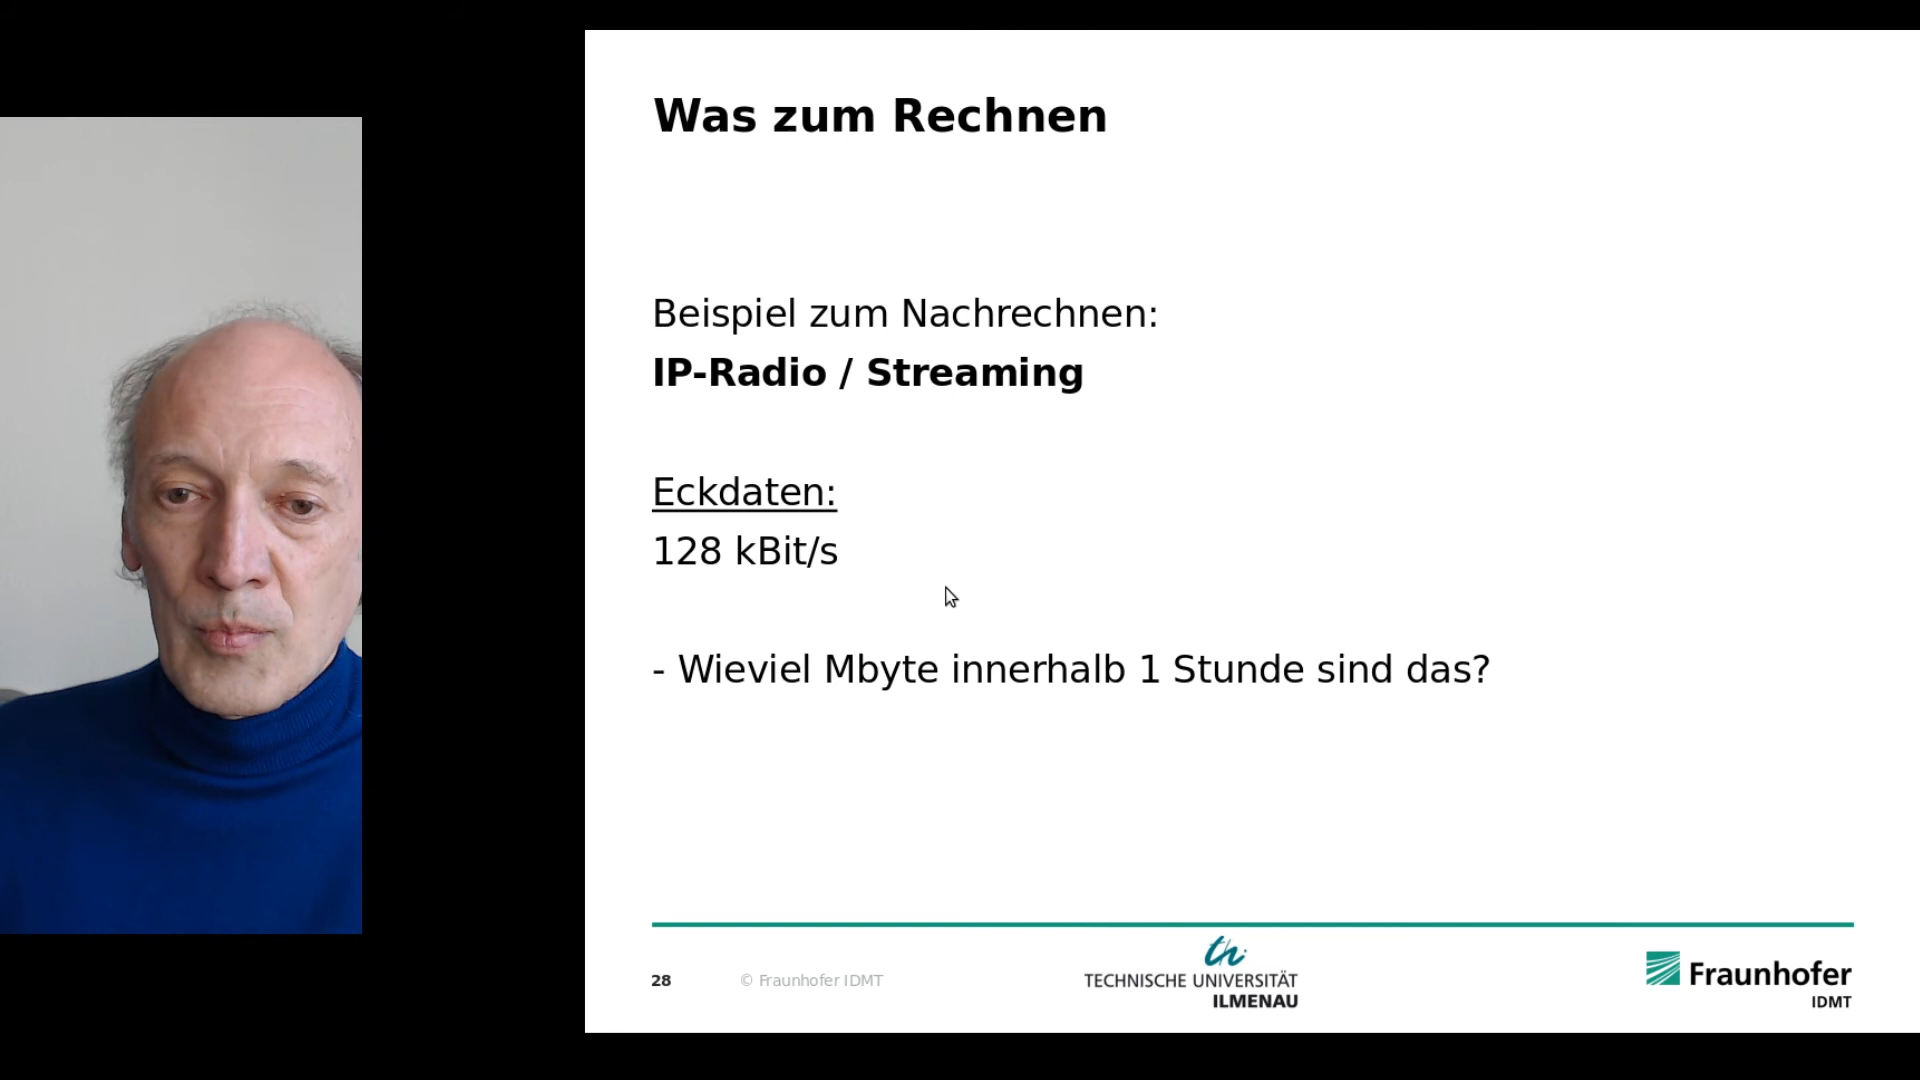 Was zum Rechnen
Beispiel zum Nachrechnen:
IP-Radio / Streaming
Eckdaten:
128 kBit/s
- Wieviel Mbyte innerhalb 1 Stunde sind das?
28
© Fraunhofer IDMT
th
TECHNISCHE UNIVERSITÄT
ILMENAU
Fraunhofer
IDMT